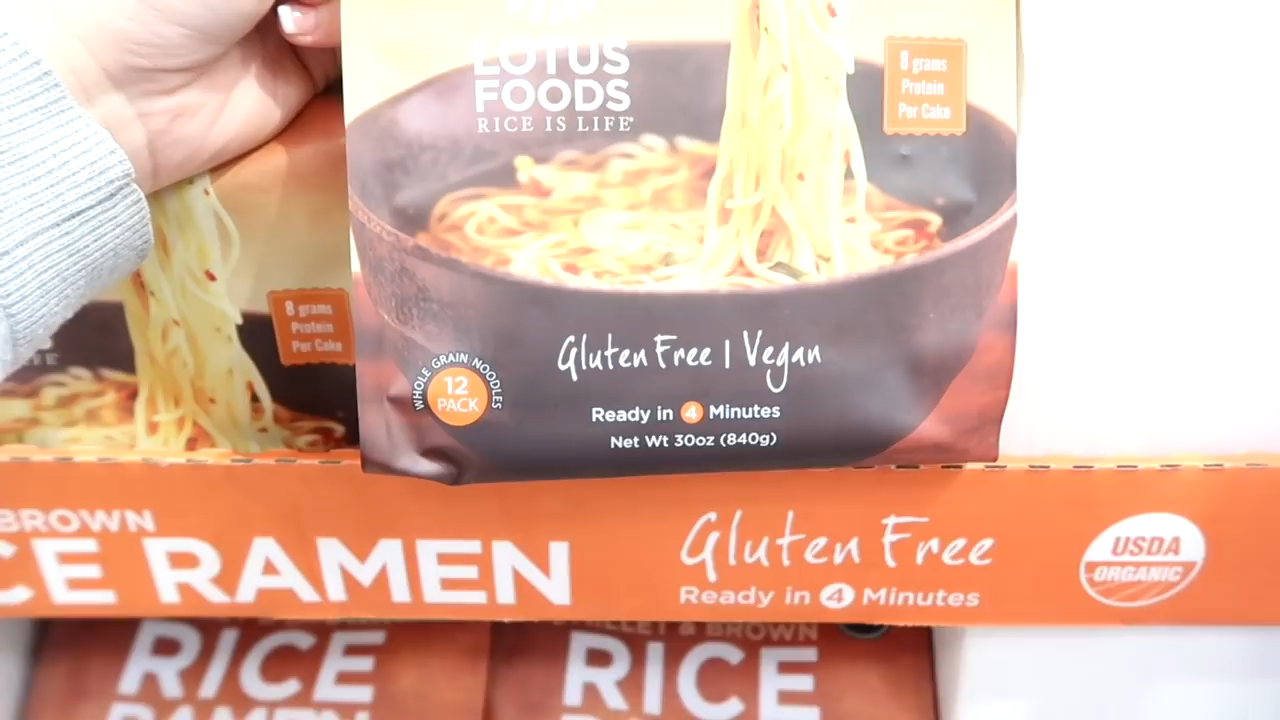 LOTUS
FOODS
RICE IS LIFE
8 grams
Protein
Per Cake
8 grams
Protein
Per Cake
Gluten Free | Vegan
WHOLE GRAIN NOODLES
12
PACK
Ready in 4 Minutes
Net Wt 30oz (840g)
BROWN
CE RAMEN
Gluten Free
Ready in 4 Minutes
USDA
ORGANIC
RICE
MILLET & BROWN
RICE